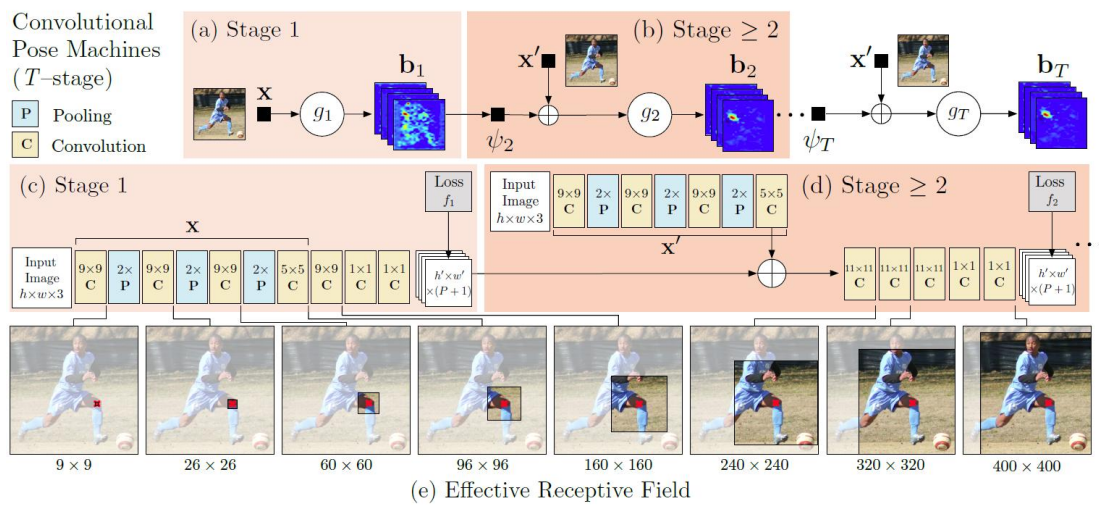 Convolutional
Pose Machines
(T–stage)
P Pooling
C Convolution
(a) Stage 1
x
g₁
b₁
(b) Stage ≥ 2
x′
ψ₂
g₂
b₂
x′
ψ_T
g_T
b_T
(c) Stage 1
Loss
f₁
x
Input
Image
h×w×3
9×9
C
2×
P
9×9
C
2×
P
9×9
C
2×
P
5×5
C
9×9
C
1×1
C
1×1
C
h′×w′
×(P+1)
(d) Stage ≥ 2
Input
Image
h×w×3
9×9
C
2×
P
9×9
C
2×
P
9×9
C
2×
P
5×5
C
x′
11×11
C
11×11
C
11×11
C
1×1
C
1×1
C
Loss
f₂
h′×w′
×(P+1)
9 × 9
26 × 26
60 × 60
96 × 96
160 × 160
240 × 240
320 × 320
400 × 400
(e) Effective Receptive Field